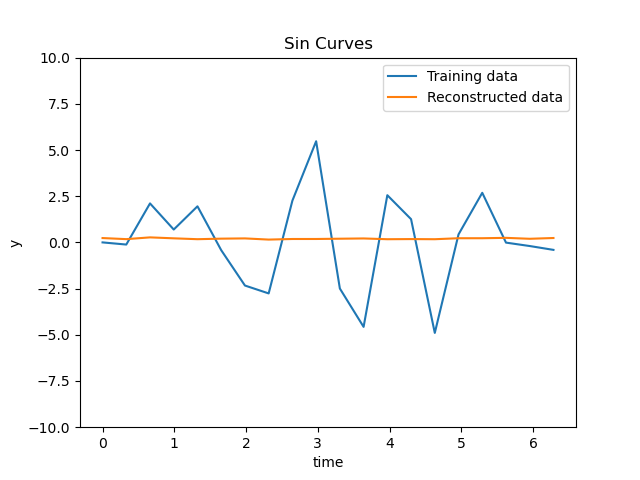 Sin Curves
Training data
Reconstructed data
10.0
7.5
5.0
2.5
0.0
−2.5
−5.0
−7.5
−10.0
y
0 1 2 3 4 5 6
time